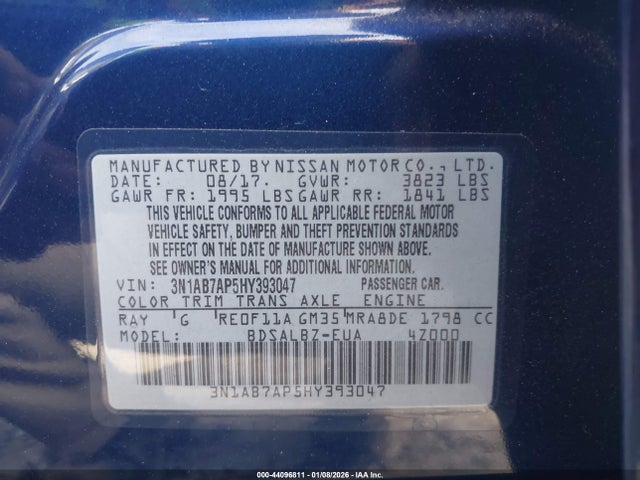 MANUFACTURED BY NISSAN MOTOR CO., LTD.
DATE: 08/17. GVWR: 3823 LBS
GAWR FR: 1995 LBS GAWR RR: 1841 LBS
THIS VEHICLE CONFORMS TO ALL APPLICABLE FEDERAL MOTOR
VEHICLE SAFETY, BUMPER AND THEFT PREVENTION STANDARDS
IN EFFECT ON THE DATE OF MANUFACTURE SHOWN ABOVE.
SEE OWNER'S MANUAL FOR ADDITIONAL INFORMATION.
VIN: 3N1AB7AP5HY393047 PASSENGER CAR.
COLOR TRIM TRANS AXLE ENGINE
RAY G RE0F11A GM35 MRA8DE 1798 CC
MODEL: BDSALBZ-EUA 4Z000
3N1AB7AP5HY393047
000-44096811 - 01/08/2026 - IAA Inc.